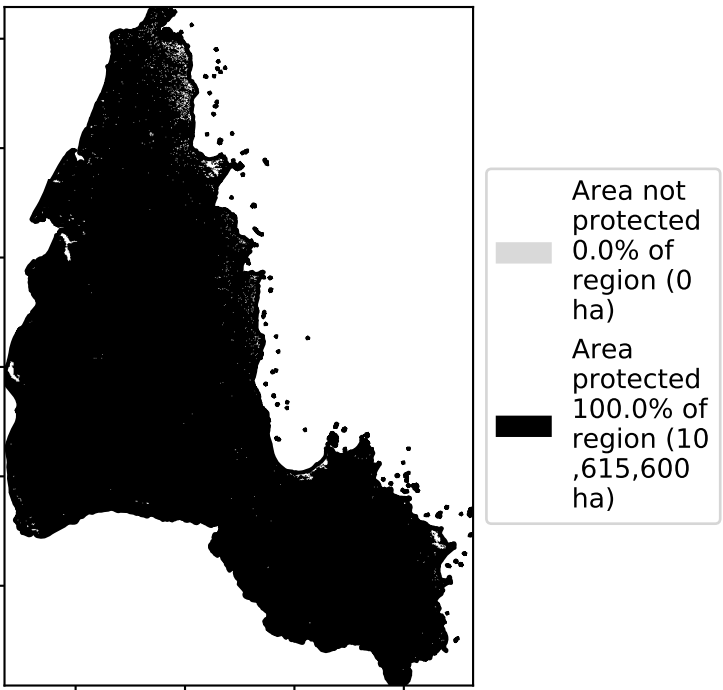 Area not
protected
0.0% of
region (0
ha)
Area
protected
100.0% of
region (10
,615,600
ha)